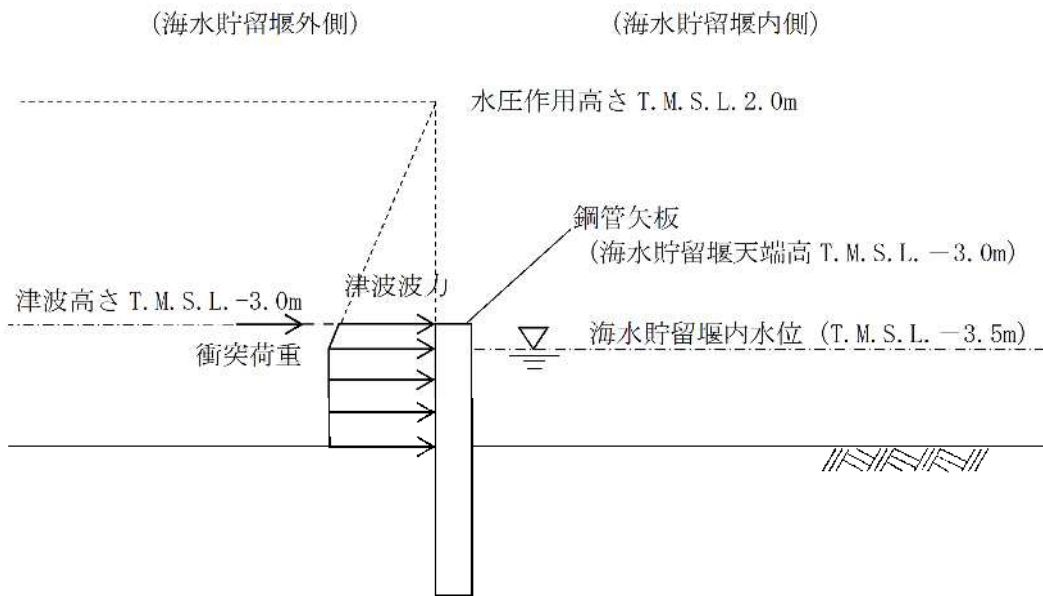 (海水貯留堰外側)
(海水貯留堰内側)
水圧作用高さ T.M.S.L.2.0m
鋼管矢板
(海水貯留堰天端高 T.M.S.L.－3.0m)
津波波力
津波高さ T.M.S.L.-3.0m
海水貯留堰内水位 (T.M.S.L.－3.5m)
衝突荷重